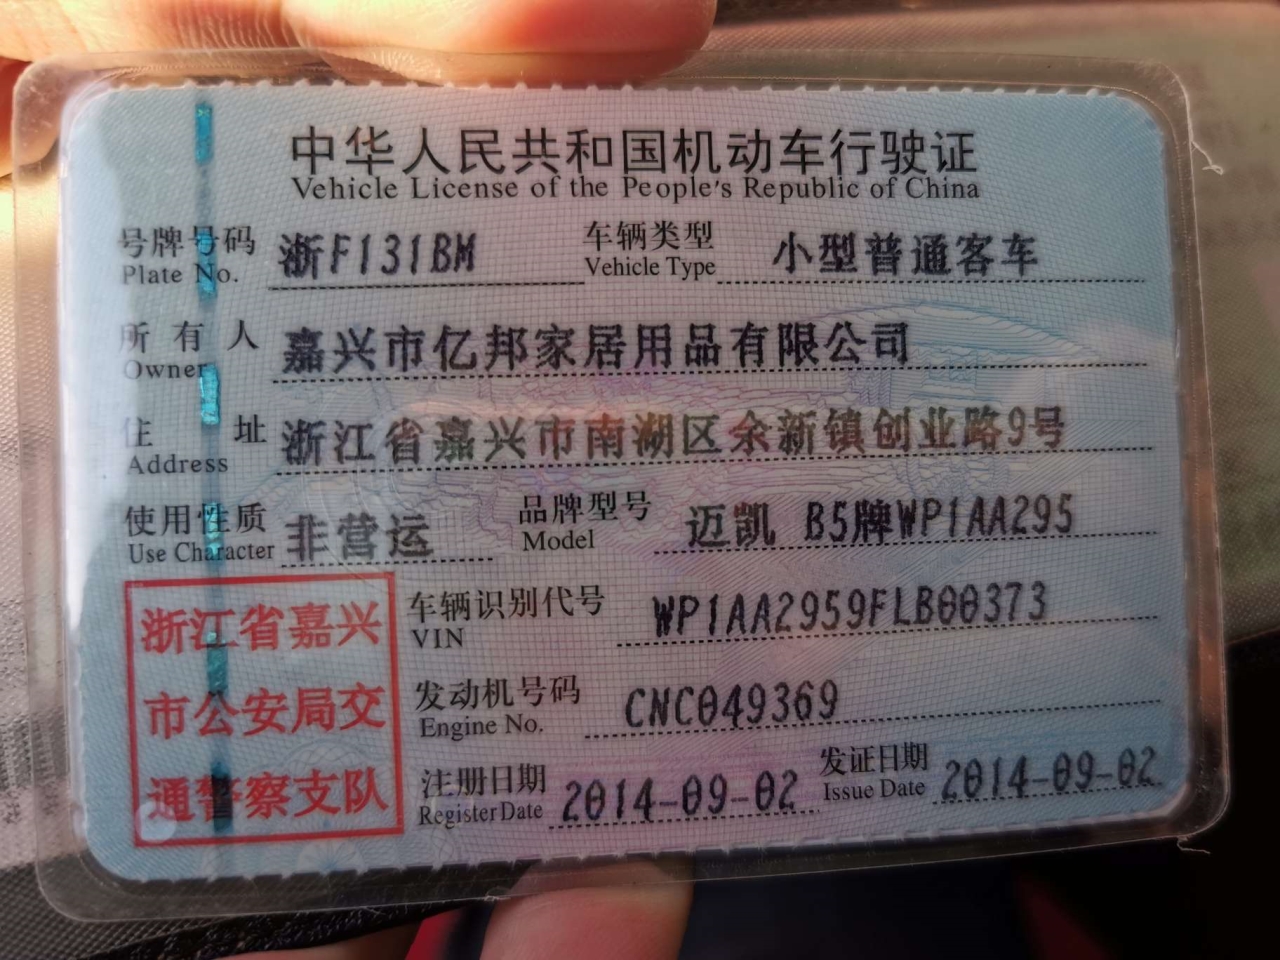 中华人民共和国机动车行驶证
Vehicle License of the People's Republic of China
号牌号码 浙F131BM 车辆类型 小型普通客车
Plate No. Vehicle Type
所有人 嘉兴市亿邦家居用品有限公司
Owner
住址 浙江省嘉兴市南湖区余新镇创业路9号
Address
使用性质 非营运 品牌型号 迈凯 B5牌WP1AA295
Use Character Model
车辆识别代号 WP1AA2959FLB00373
VIN
发动机号码 CNC049369
Engine No.
注册日期 2014-09-02 发证日期 2014-09-02
Register Date Issue Date
浙江省嘉兴
市公安局交
通警察支队